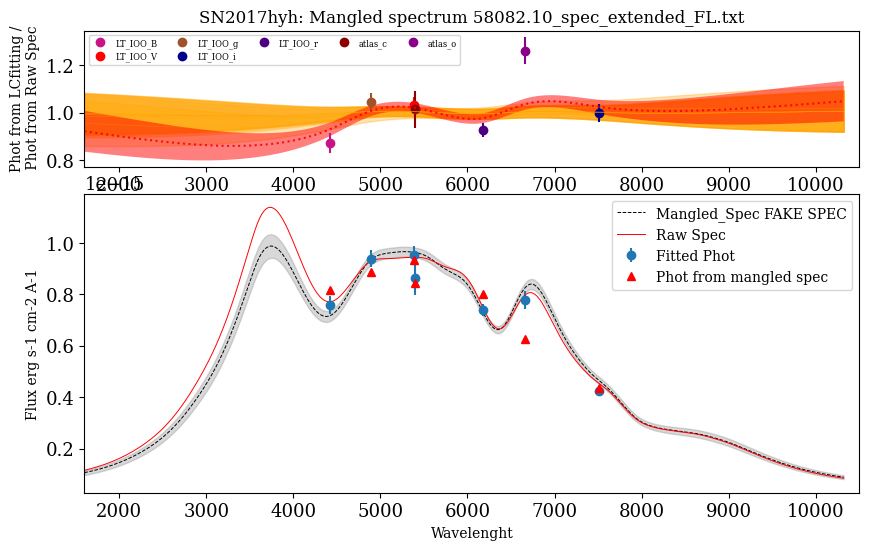 SN2017hyh: Mangled spectrum 58082.10_spec_extended_FL.txt
Phot from LCfitting /
Phot from Raw Spec
LT_IOO_B LT_IOO_g LT_IOO_r atlas_c atlas_o
LT_IOO_V LT_IOO_i
1.2
1.0
0.8
2000 3000 4000 5000 6000 7000 8000 9000 10000
1e−15
Mangled_Spec FAKE SPEC
Raw Spec
Fitted Phot
Phot from mangled spec
Flux erg s-1 cm-2 A-1
1.0
0.8
0.6
0.4
0.2
2000 3000 4000 5000 6000 7000 8000 9000 10000
Wavelenght